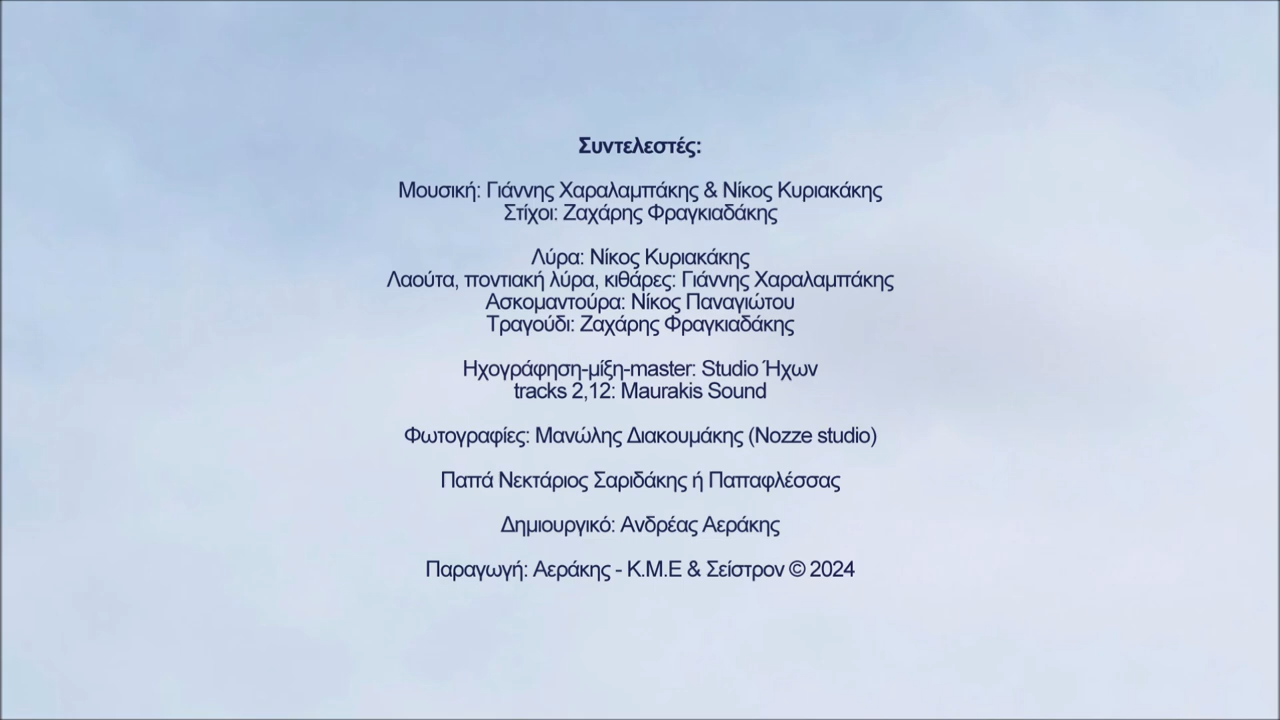 Συντελεστές:
Μουσική: Γιάννης Χαραλαμπάκης & Νίκος Κυριακάκης
Στίχοι: Ζαχάρης Φραγκιαδάκης
Λύρα: Νίκος Κυριακάκης
Λαούτα, ποντιακή λύρα, κιθάρες: Γιάννης Χαραλαμπάκης
Ασκομαντούρα: Νίκος Παναγιώτου
Τραγούδι: Ζαχάρης Φραγκιαδάκης
Ηχογράφηση-μίξη-master: Studio Ήχων
tracks 2,12: Maurakis Sound
Φωτογραφίες: Μανώλης Διακουμάκης (Nozze studio)
Παπά Νεκτάριος Σαριδάκης ή Παπαφλέσσας
Δημιουργικό: Ανδρέας Αεράκης
Παραγωγή: Αεράκης - Κ.Μ.Ε & Σείστρον © 2024